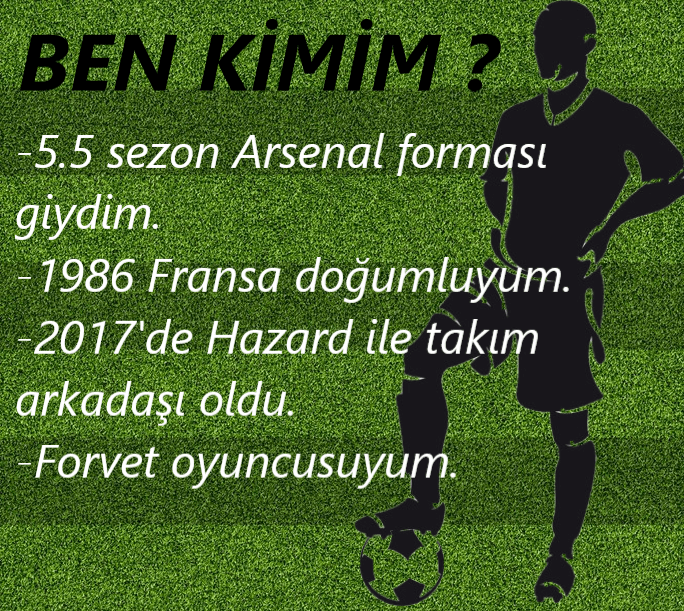 BEN KİMİM ?
-5.5 sezon Arsenal forması
giydim.
-1986 Fransa doğumluyum.
-2017'de Hazard ile takım
arkadaşı oldu.
-Forvet oyuncusuyum.